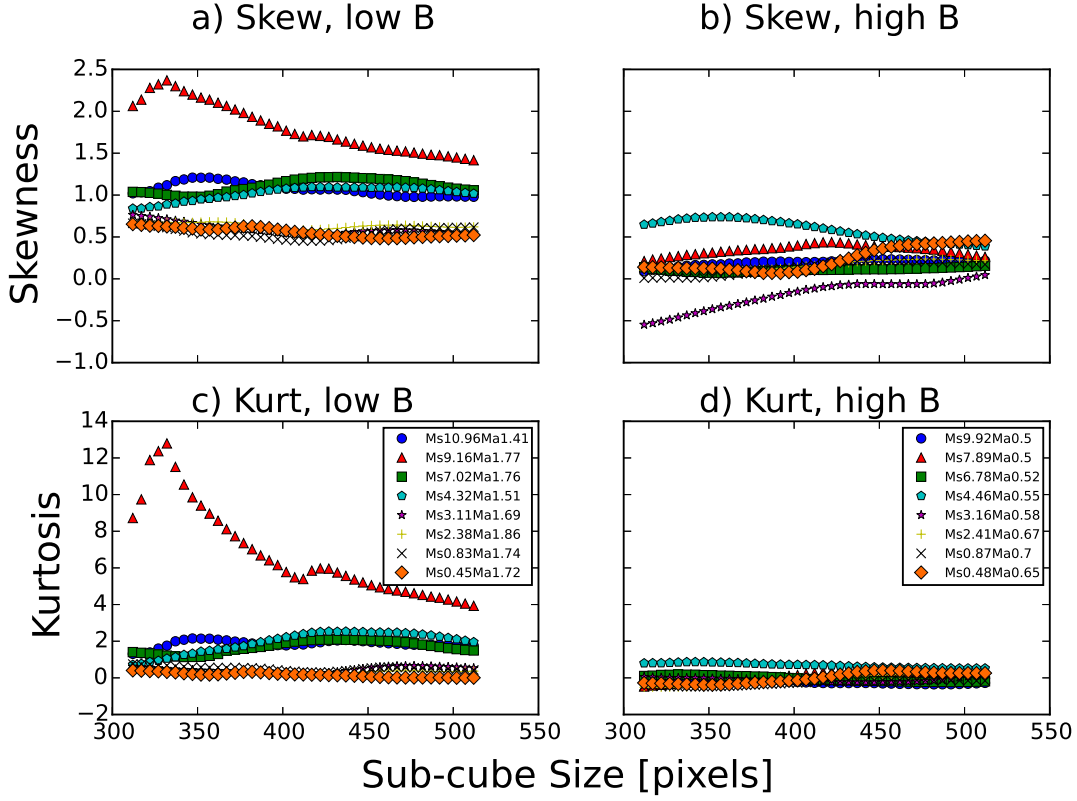 a) Skew, low B
b) Skew, high B
Skewness
2.5
2.0
1.5
1.0
0.5
0.0
−0.5
−1.0
c) Kurt, low B
d) Kurt, high B
Kurtosis
14
12
10
8
6
4
2
0
−2
Ms10.96Ma1.41
Ms9.16Ma1.77
Ms7.02Ma1.76
Ms4.32Ma1.51
Ms3.11Ma1.69
Ms2.38Ma1.86
Ms0.83Ma1.74
Ms0.45Ma1.72
Ms9.92Ma0.5
Ms7.89Ma0.5
Ms6.78Ma0.52
Ms4.46Ma0.55
Ms3.16Ma0.58
Ms2.41Ma0.67
Ms0.87Ma0.7
Ms0.48Ma0.65
300 350 400 450 500 550
300 350 400 450 500 550
Sub-cube Size [pixels]